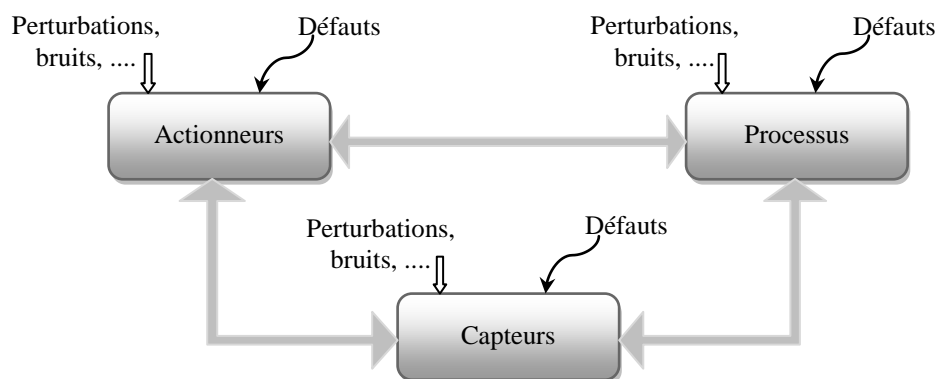 Perturbations,
bruits, ....
Défauts
Actionneurs
Perturbations,
bruits, ....
Défauts
Processus
Perturbations,
bruits, ....
Défauts
Capteurs